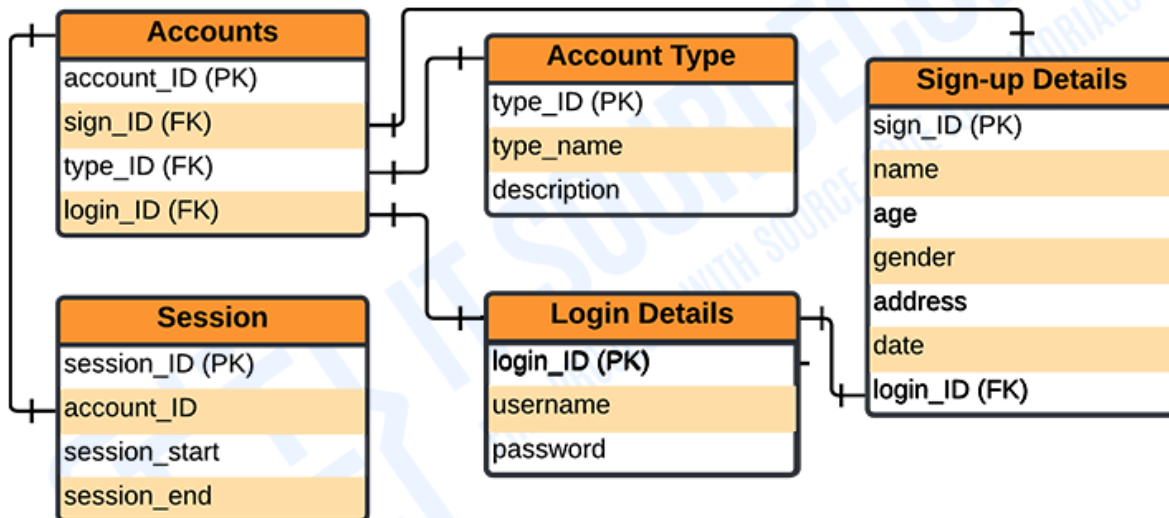 Accounts
account_ID (PK)
sign_ID (FK)
type_ID (FK)
login_ID (FK)
Account Type
type_ID (PK)
type_name
description
Sign-up Details
sign_ID (PK)
name
age
gender
address
date
login_ID (FK)
Session
session_ID (PK)
account_ID
session_start
session_end
Login Details
login_ID (PK)
username
password